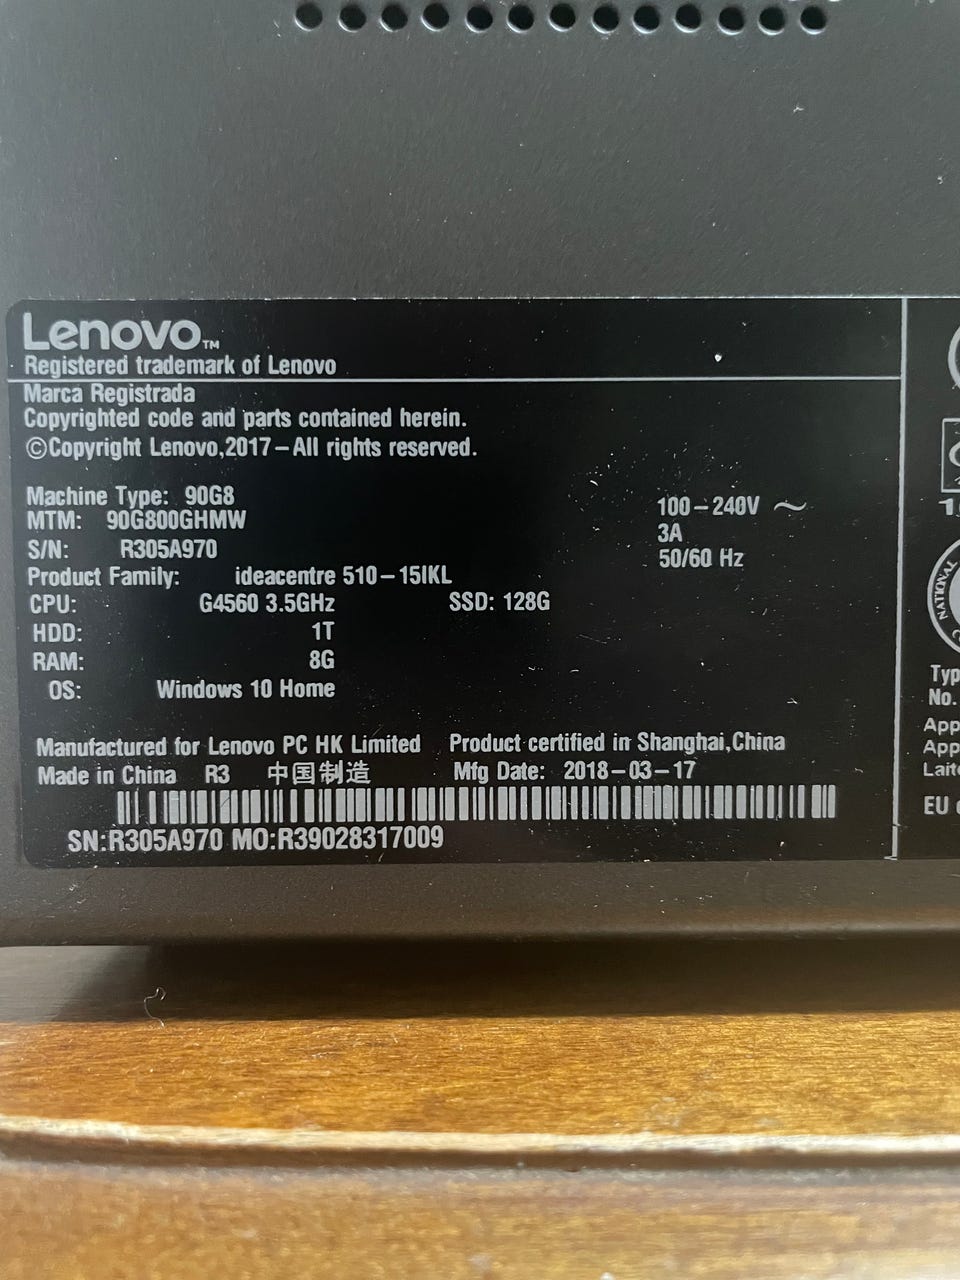 Lenovo™
Registered trademark of Lenovo
Marca Registrada
Copyrighted code and parts contained herein.
©Copyright Lenovo,2017–All rights reserved.
Machine Type: 90G8
MTM: 90G800GHMW
S/N: R305A970
Product Family: ideacentre 510–15IKL
CPU: G4560 3.5GHz SSD: 128G
HDD: 1T
RAM: 8G
OS: Windows 10 Home
100–240V ~
3A
50/60 Hz
Manufactured for Lenovo PC HK Limited Product certified in Shanghai,China
Made in China R3 中国制造 Mfg Date: 2018–03–17
SN:R305A970 MO:R39028317009
NATIONAL
No.
EU